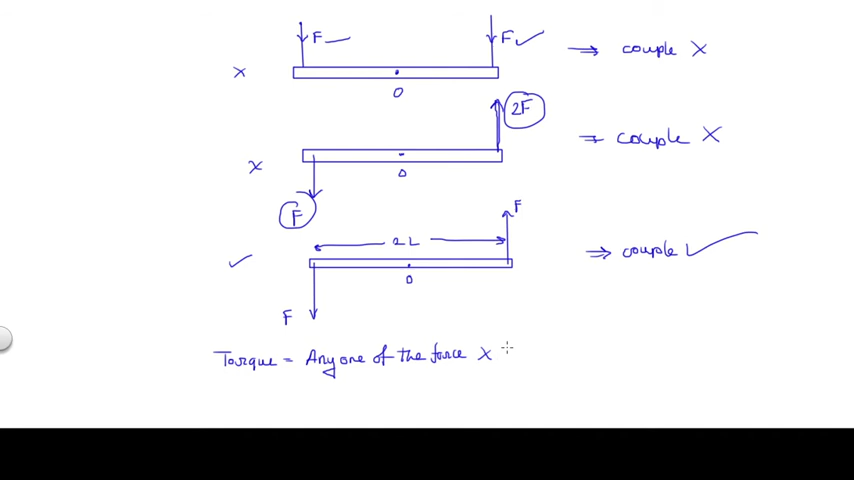 F F ⇒ couple X
X
O
2F
⇒ couple X
X
O
F
F
2L
⇒ couple ✓
✓
O
F
Torque = Any one of the force X